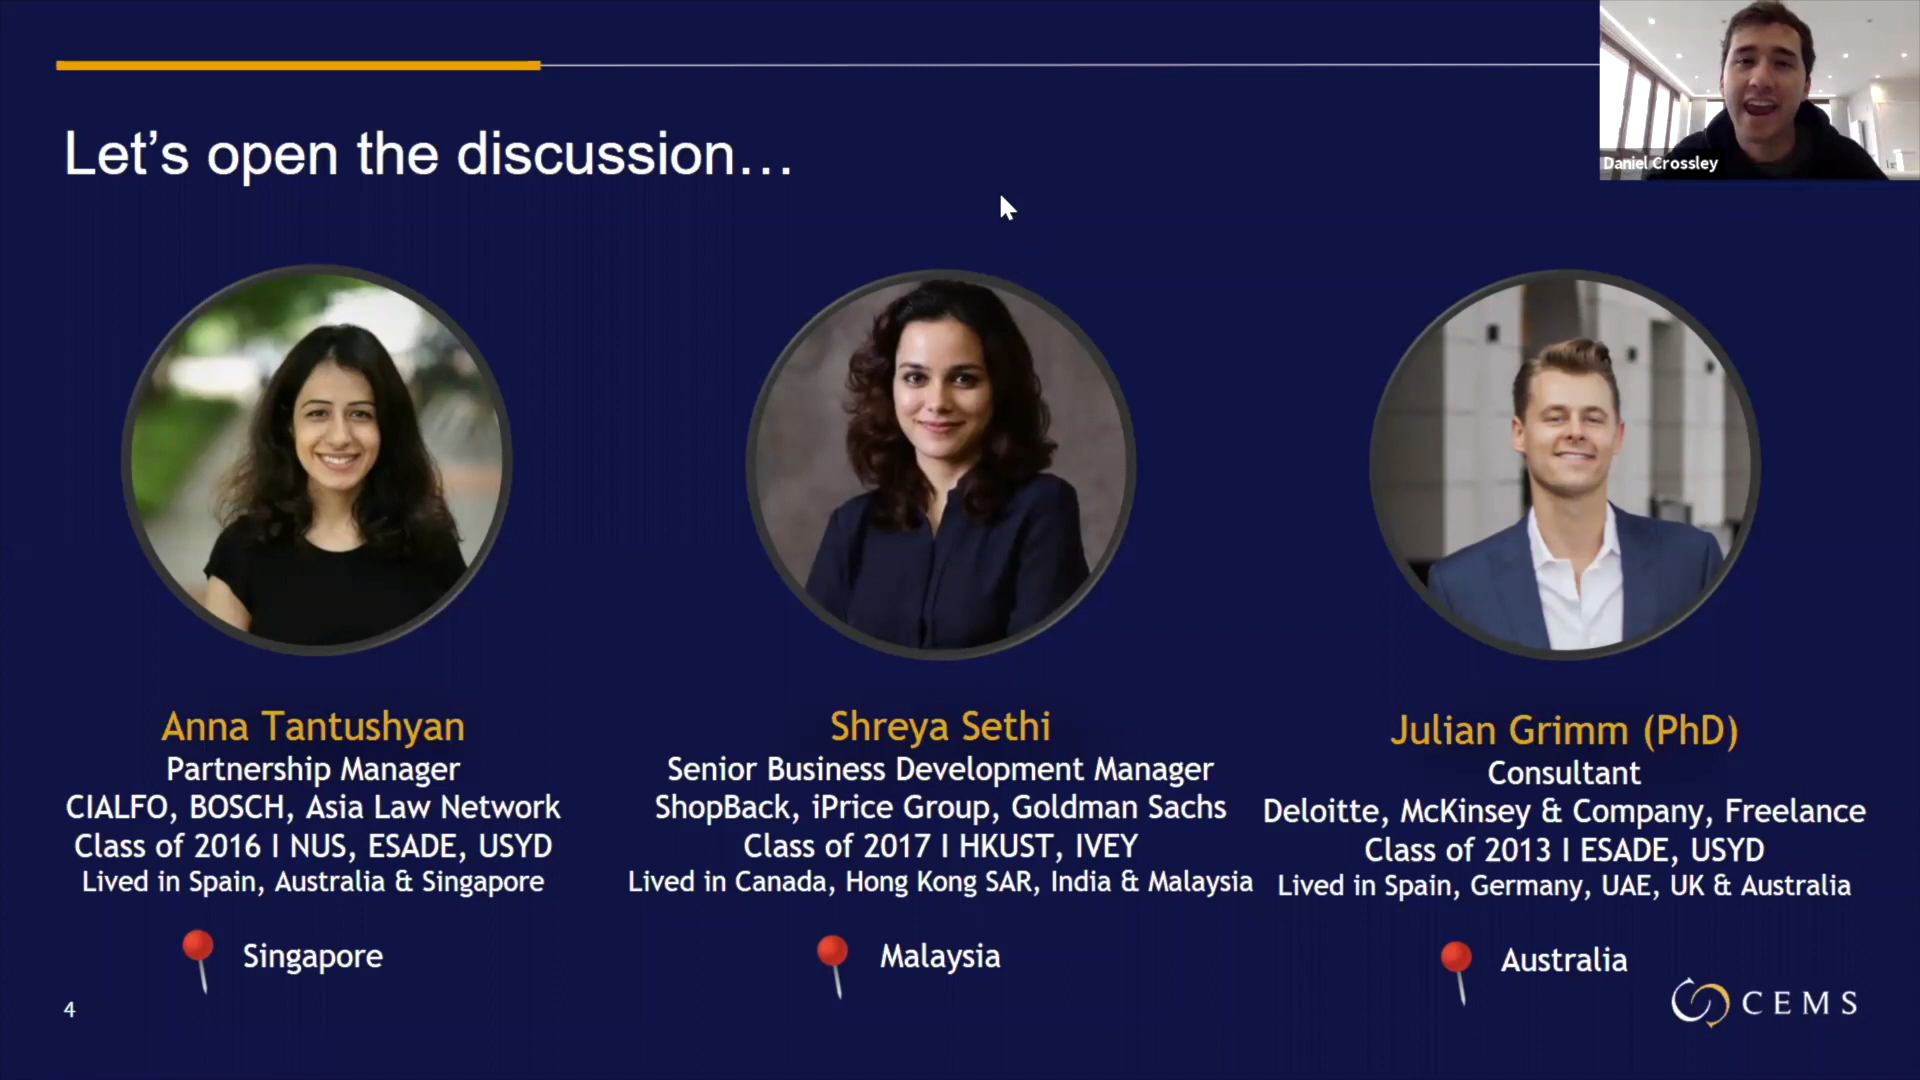 Daniel Crossley
Let’s open the discussion…
Anna Tantushyan
Partnership Manager
CIALFO, BOSCH, Asia Law Network
Class of 2016 I NUS, ESADE, USYD
Lived in Spain, Australia & Singapore
Singapore
Shreya Sethi
Senior Business Development Manager
ShopBack, iPrice Group, Goldman Sachs
Class of 2017 I HKUST, IVEY
Lived in Canada, Hong Kong SAR, India & Malaysia
Malaysia
Julian Grimm (PhD)
Consultant
Deloitte, McKinsey & Company, Freelance
Class of 2013 I ESADE, USYD
Lived in Spain, Germany, UAE, UK & Australia
Australia
4
CEMS